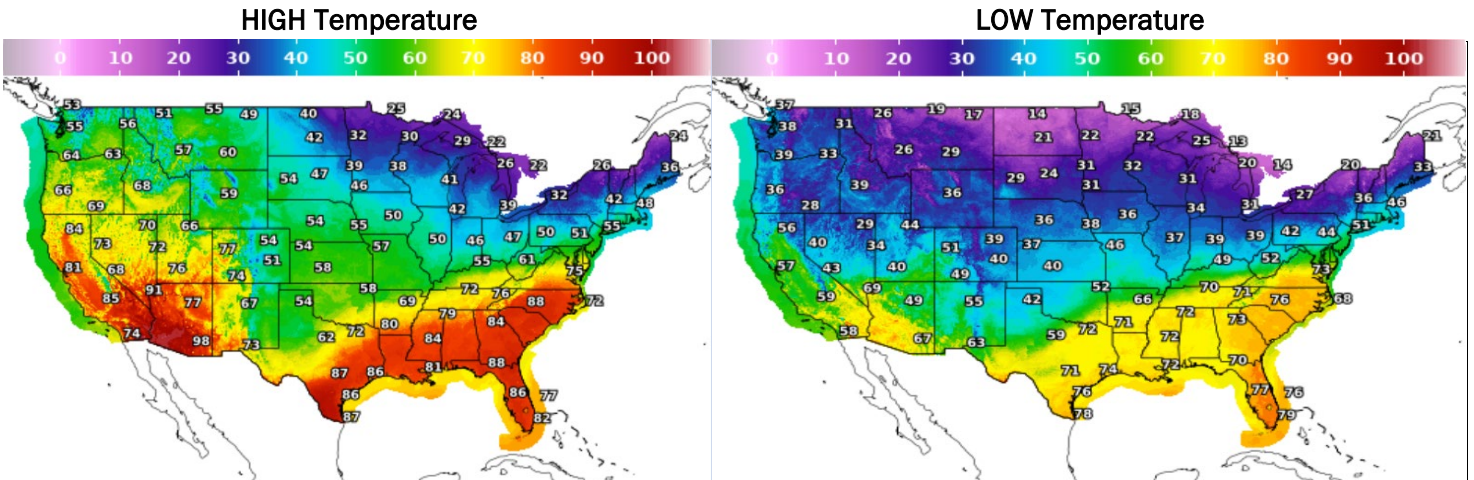 HIGH Temperature LOW Temperature
0 10 20 30 40 50 60 70 80 90 100 0 10 20 30 40 50 60 70 80 90 100
53 51 55 49 40 25 24 37 26 19 17 14 15 18
55 56 42 32 30 29 22 24 38 31 21 22 22 25 13 21
64 63 57 60 39 38 26 22 26 36 39 33 26 29 31 32 20 14 20 33
66 68 59 54 47 46 41 32 42 48 36 39 36 29 24 31 31 27 36 46
69 54 50 42 39 55 28 36 38 36 34 31 51
84 70 66 55 50 51 56 29 44 42 44
73 72 77 54 54 57 50 46 47 40 34 51 39 37 46 37 39 39
81 68 76 74 51 58 55 61 75 57 43 40 49 40 40 49 52 73
85 91 77 67 54 58 69 72 76 88 72 59 69 49 55 42 52 66 70 71 76 68
74 98 73 62 72 80 79 84 84 58 67 63 59 72 71 72 73 72
87 86 81 88 71 74 72 70
86 86 77 76 77 76
87 82 78 79